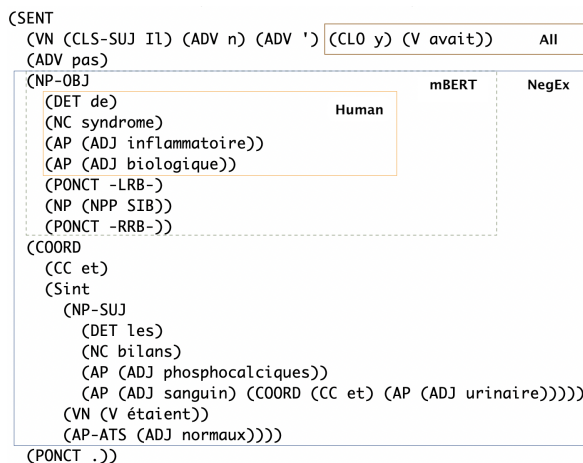 (SENT
(VN (CLS-SUJ Il) (ADV n) (ADV ') (CLO y) (V avait)) All
(ADV pas)
(NP-OBJ mBERT NegEx
(DET de) Human
(NC syndrome)
(AP (ADJ inflammatoire))
(AP (ADJ biologique))
(PONCT -LRB-)
(NP (NPP SIB))
(PONCT -RRB-))
(COORD
(CC et)
(Sint
(NP-SUJ
(DET les)
(NC bilans)
(AP (ADJ phosphocalciques))
(AP (ADJ sanguin) (COORD (CC et) (AP (ADJ urinaire)))))
(VN (V étaient))
(AP-ATS (ADJ normaux))))
(PONCT .))